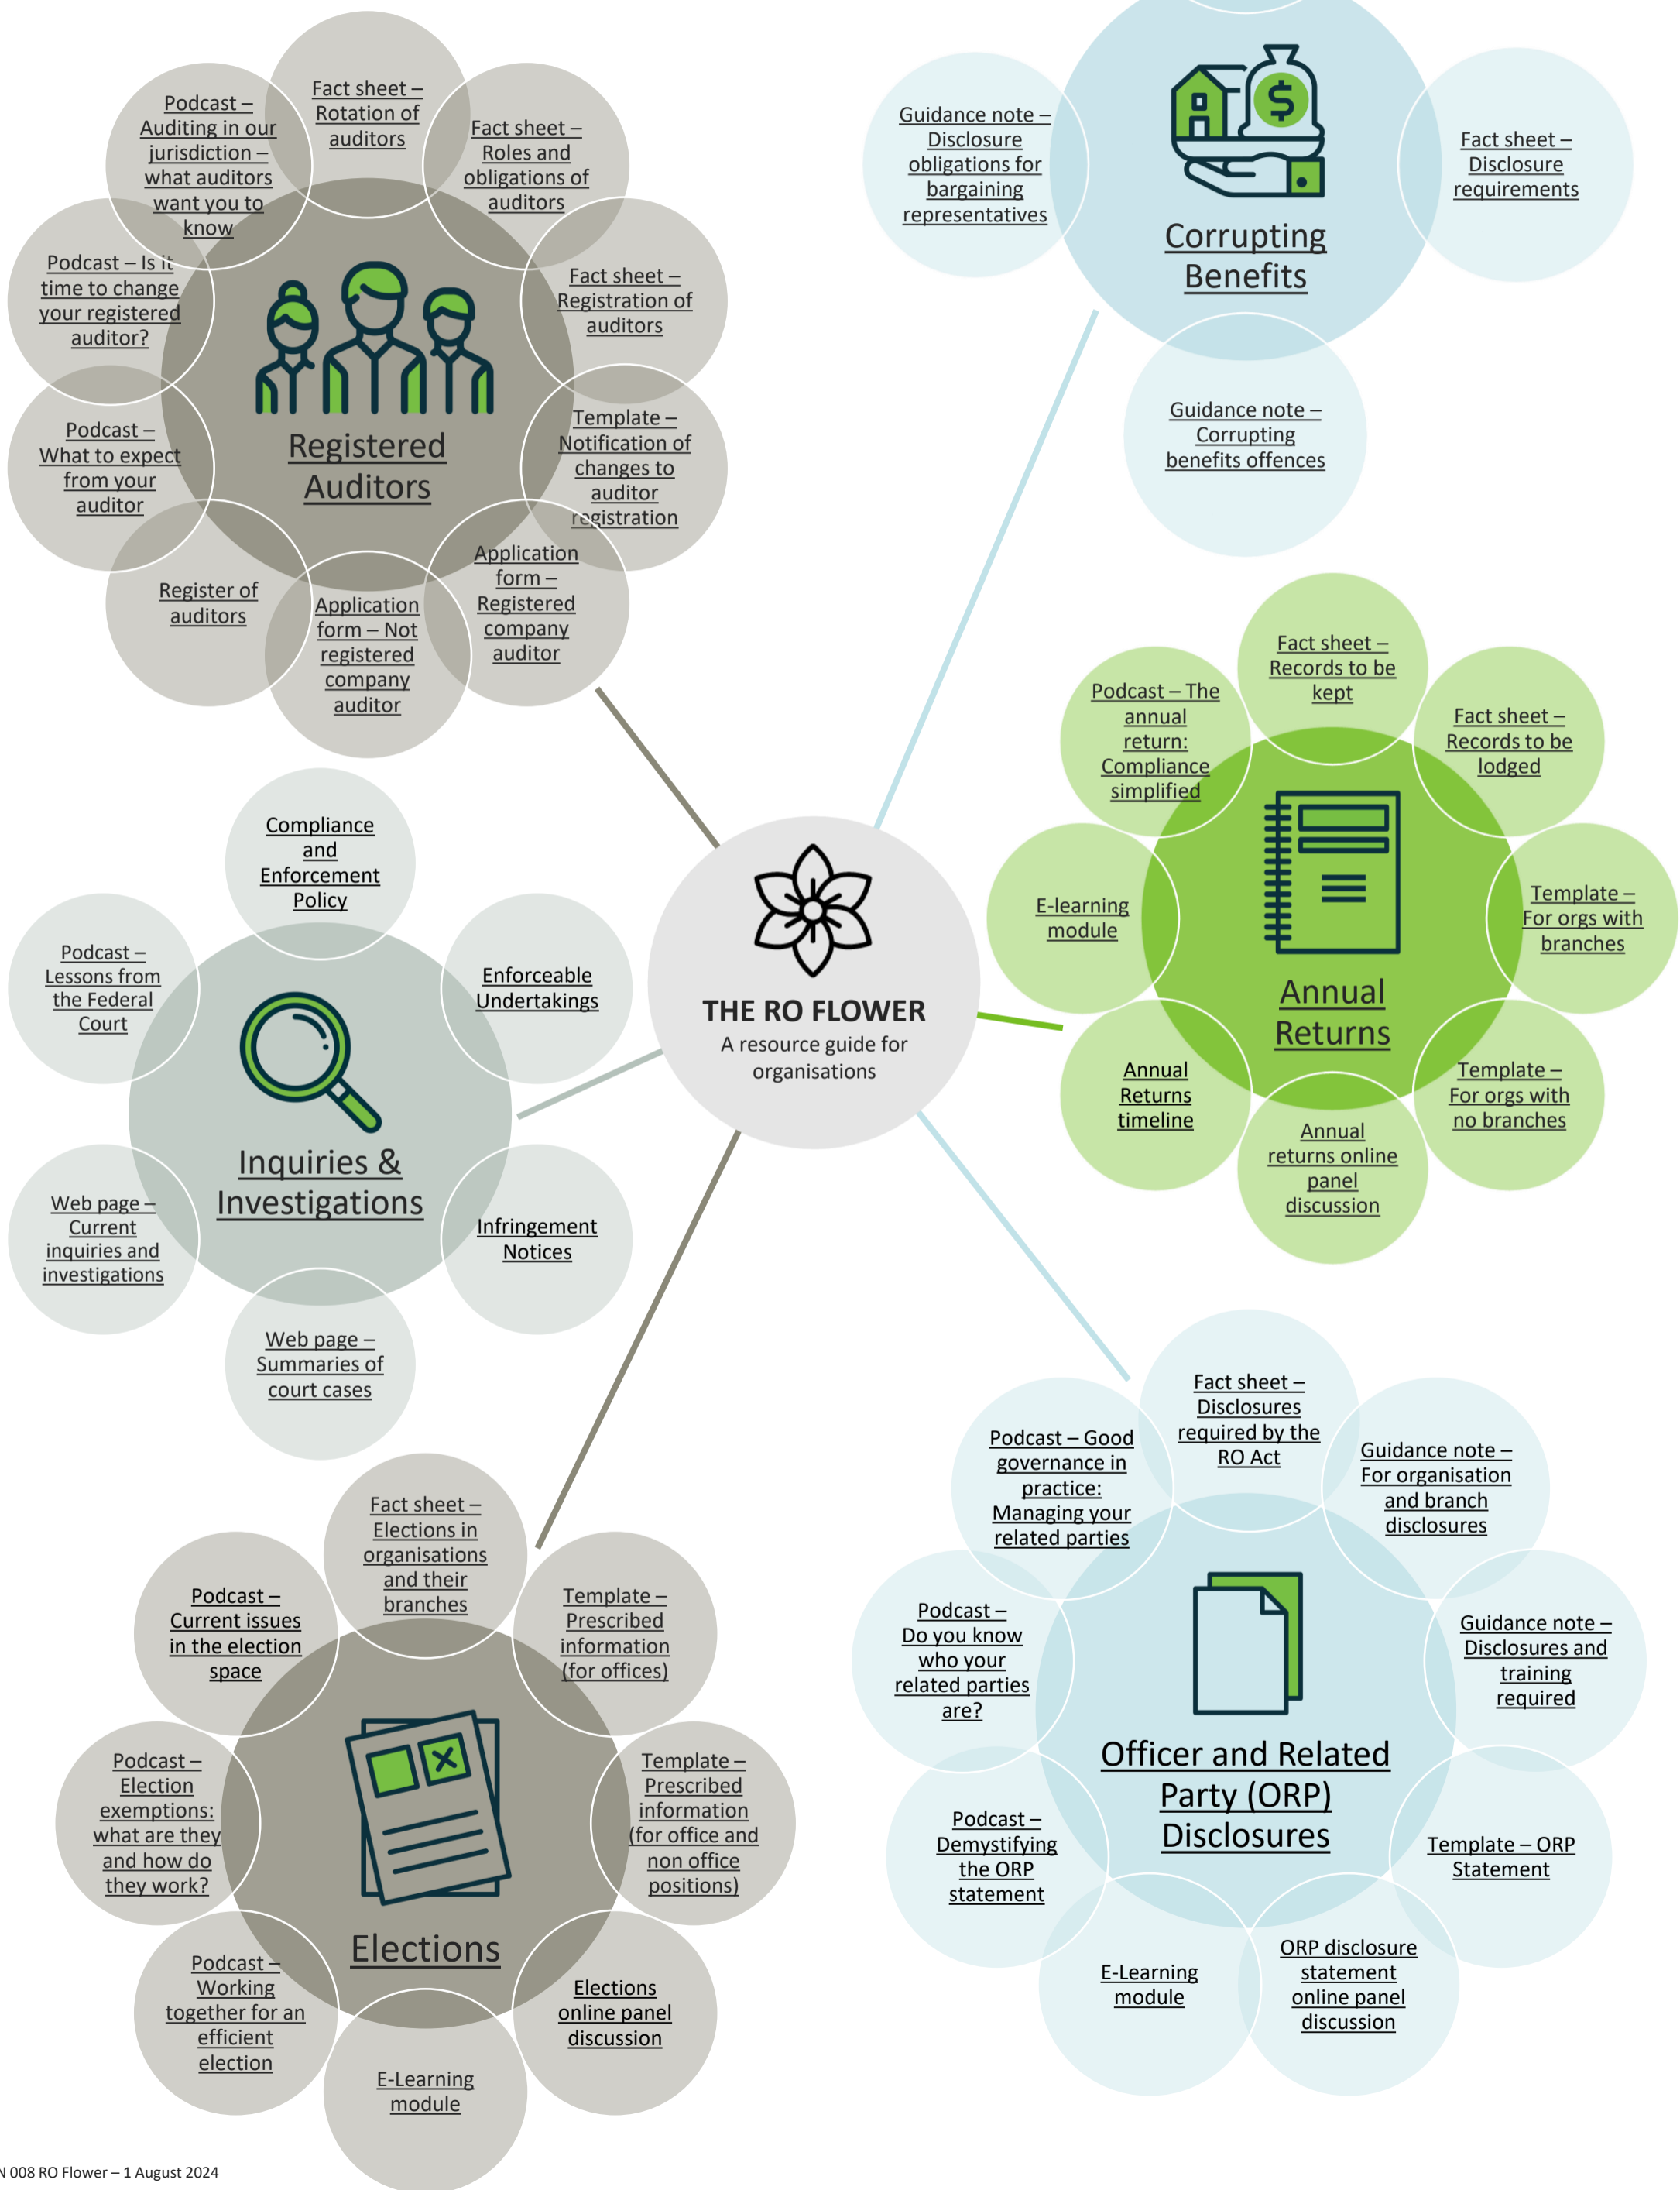 Podcast –
Auditing in our
jurisdiction –
what auditors
want you to
know
Fact sheet –
Rotation of
auditors
Fact sheet –
Roles and
obligations of
auditors
Fact sheet –
Registration of
auditors
Template –
Notification of
changes to
auditor
registration
Application
form –
Registered
company
auditor
Application
form – Not
registered
company
auditor
Register of
auditors
Podcast –
What to expect
from your
auditor
Podcast – Is it
time to change
your registered
auditor?
Registered
Auditors
Guidance note –
Disclosure
obligations for
bargaining
representatives
Fact sheet –
Disclosure
requirements
Corrupting
Benefits
Guidance note –
Corrupting
benefits offences
Fact sheet –
Records to be
kept
Fact sheet –
Records to be
lodged
Template –
For orgs with
branches
Template –
For orgs with
no branches
Annual
returns online
panel
discussion
Annual
Returns
timeline
E-learning
module
Podcast – The
annual
return:
Compliance
simplified
Annual
Returns
THE RO FLOWER
A resource guide for
organisations
Compliance
and
Enforcement
Policy
Enforceable
Undertakings
Infringement
Notices
Web page –
Summaries of
court cases
Web page –
Current
inquiries and
investigations
Podcast –
Lessons from
the Federal
Court
Inquiries &
Investigations
Fact sheet –
Disclosures
required by the
RO Act
Guidance note –
For organisation
and branch
disclosures
Guidance note –
Disclosures and
training
required
Template – ORP
Statement
ORP disclosure
statement
online panel
discussion
E-Learning
module
Podcast –
Demystifying
the ORP
statement
Podcast –
Do you know
who your
related parties
are?
Podcast – Good
governance in
practice:
Managing your
related parties
Officer and Related
Party (ORP)
Disclosures
Fact sheet –
Elections in
organisations
and their
branches
Template –
Prescribed
information
(for offices)
Template –
Prescribed
information
(for office and
non office
positions)
Elections
online panel
discussion
E-Learning
module
Podcast –
Working
together for an
efficient
election
Podcast –
Election
exemptions:
what are they
and how do
they work?
Podcast –
Current issues
in the election
space
Elections
N 008 RO Flower – 1 August 2024